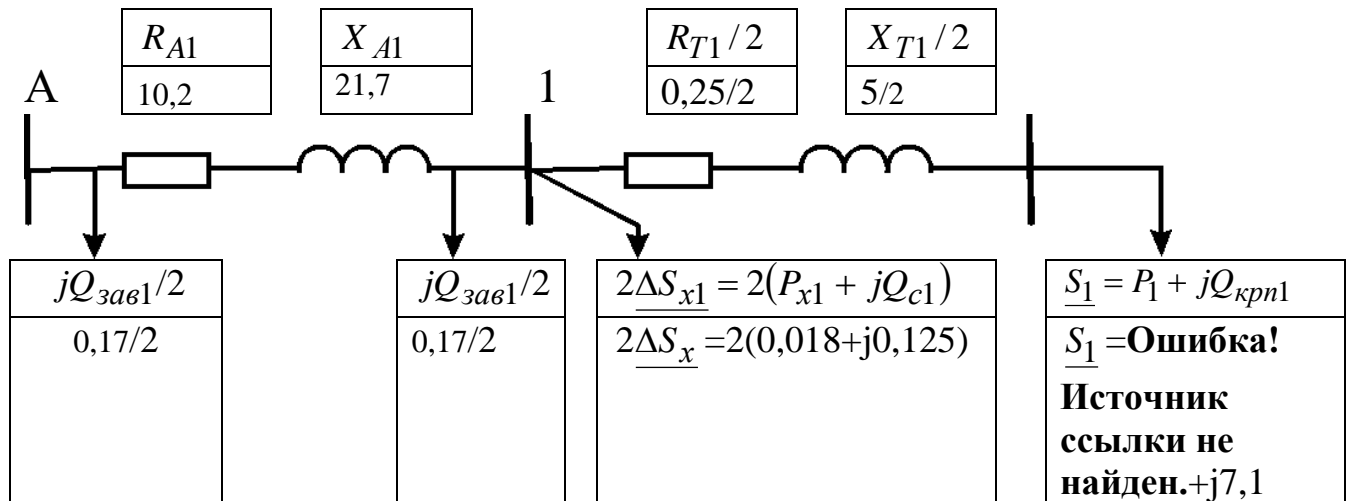 R_A1
X_A1
R_T1/2
X_T1/2
А
10,2
21,7
1
0,25/2
5/2
jQ_зав1/2
jQ_зав1/2
2ΔS_x1 = 2(P_x1 + jQ_c1)
S_1 = P_1 + jQ_крп1
0,17/2
0,17/2
2ΔS_x =2(0,018+j0,125)
S_1 =Ошибка!
Источник
ссылки не
найден.+j7,1